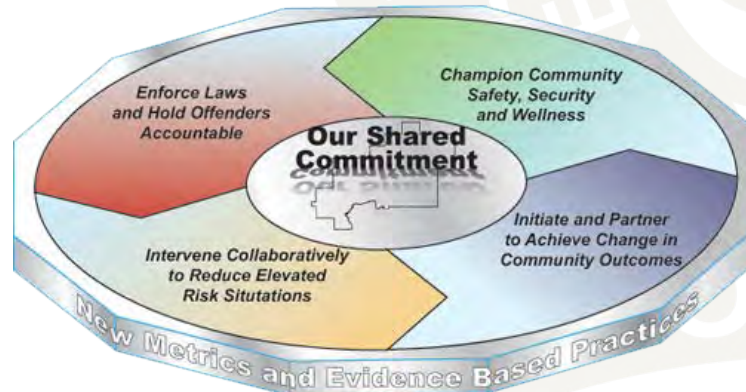 Enforce Laws
and Hold Offenders
Accountable
Champion Community
Safety, Security
and Wellness
Our Shared
Commitment
Intervene Collaboratively
to Reduce Elevated
Risk Situtations
Initiate and Partner
to Achieve Change in
Community Outcomes
New Metrics and Evidence Based Practices